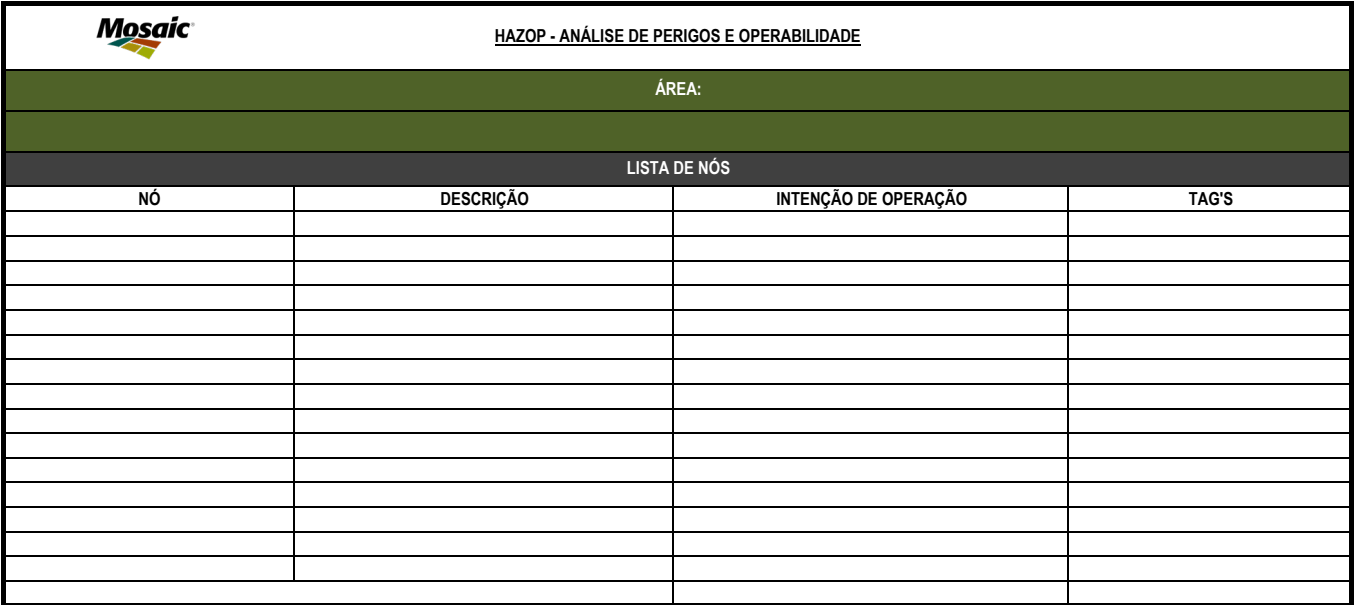 Mosaic®
HAZOP - ANÁLISE DE PERIGOS E OPERABILIDADE
ÁREA:
LISTA DE NÓS
NÓ DESCRIÇÃO INTENÇÃO DE OPERAÇÃO TAG'S